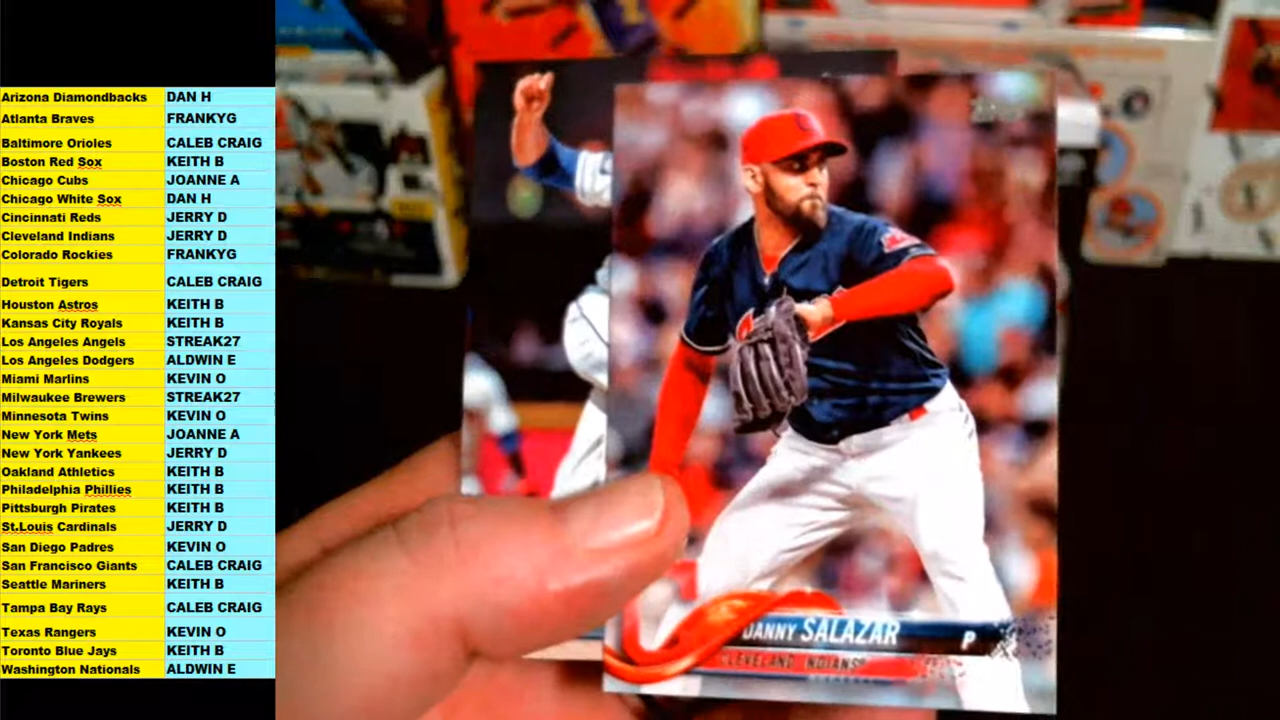 Arizona Diamondbacks DAN H
Atlanta Braves FRANKYG
Baltimore Orioles CALEB CRAIG
Boston Red Sox KEITH B
Chicago Cubs JOANNE A
Chicago White Sox DAN H
Cincinnati Reds JERRY D
Cleveland Indians JERRY D
Colorado Rockies FRANKYG
Detroit Tigers CALEB CRAIG
Houston Astros KEITH B
Kansas City Royals KEITH B
Los Angeles Angels STREAK27
Los Angeles Dodgers ALDWIN E
Miami Marlins KEVIN O
Milwaukee Brewers STREAK27
Minnesota Twins KEVIN O
New York Mets JOANNE A
New York Yankees JERRY D
Oakland Athletics KEITH B
Philadelphia Phillies KEITH B
Pittsburgh Pirates KEITH B
St.Louis Cardinals JERRY D
San Diego Padres KEVIN O
San Francisco Giants CALEB CRAIG
Seattle Mariners KEITH B
Tampa Bay Rays CALEB CRAIG
Texas Rangers KEVIN O
Toronto Blue Jays KEITH B
Washington Nationals ALDWIN E
DANNY SALAZAR P
CLEVELAND INDIANS